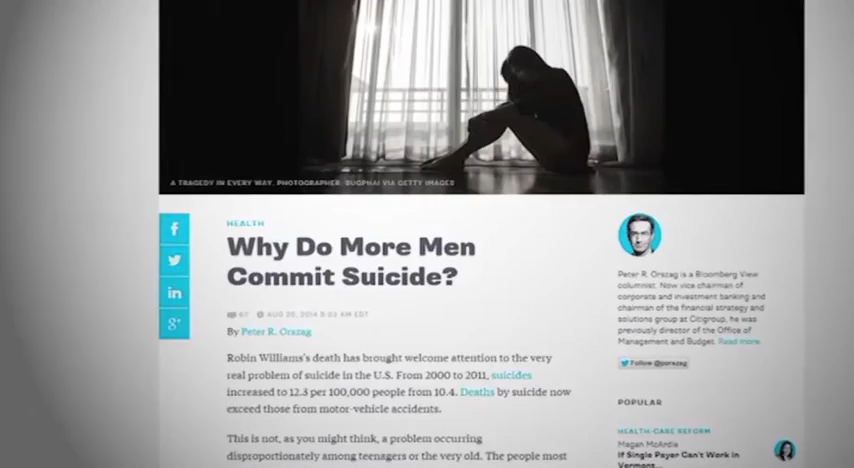 A TRAGEDY IN EVERY WAY. PHOTOGRAPHER: SUOPHAI VIA GETTY IMAGES
HEALTH
Why Do More Men
Commit Suicide?
67 AUG 20, 2014 9:03 AM EDT
By Peter R. Orszag
Robin Williams's death has brought welcome attention to the very
real problem of suicide in the U.S. From 2000 to 2011, suicides
increased to 12.3 per 100,000 people from 10.4. Deaths by suicide now
exceed those from motor-vehicle accidents.
This is not, as you might think, a problem occurring
disproportionately among teenagers or the very old. The people most
Peter R. Orszag is a Bloomberg View
columnist. Now vice chairman of
corporate and investment banking and
chairman of the financial strategy and
solutions group at Citigroup, he was
previously director of the Office of
Management and Budget. Read more.
Follow @porszag
POPULAR
HEALTH-CARE REFORM
Megan McArdle
If Single Payer Can't Work in
Vermont...